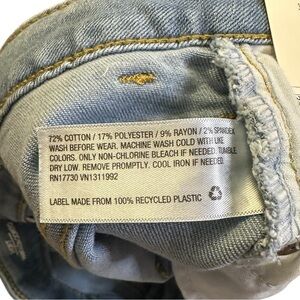 72% COTTON / 17% POLYESTER / 9% RAYON / 2% SPANDEX
WASH BEFORE WEAR. MACHINE WASH COLD WITH LIKE
COLORS. ONLY NON-CHLORINE BLEACH IF NEEDED. TUMBLE
DRY LOW. REMOVE PROMPTLY. COOL IRON IF NEEDED.
RN17730 VN1311992
LABEL MADE FROM 100% RECYCLED PLASTIC